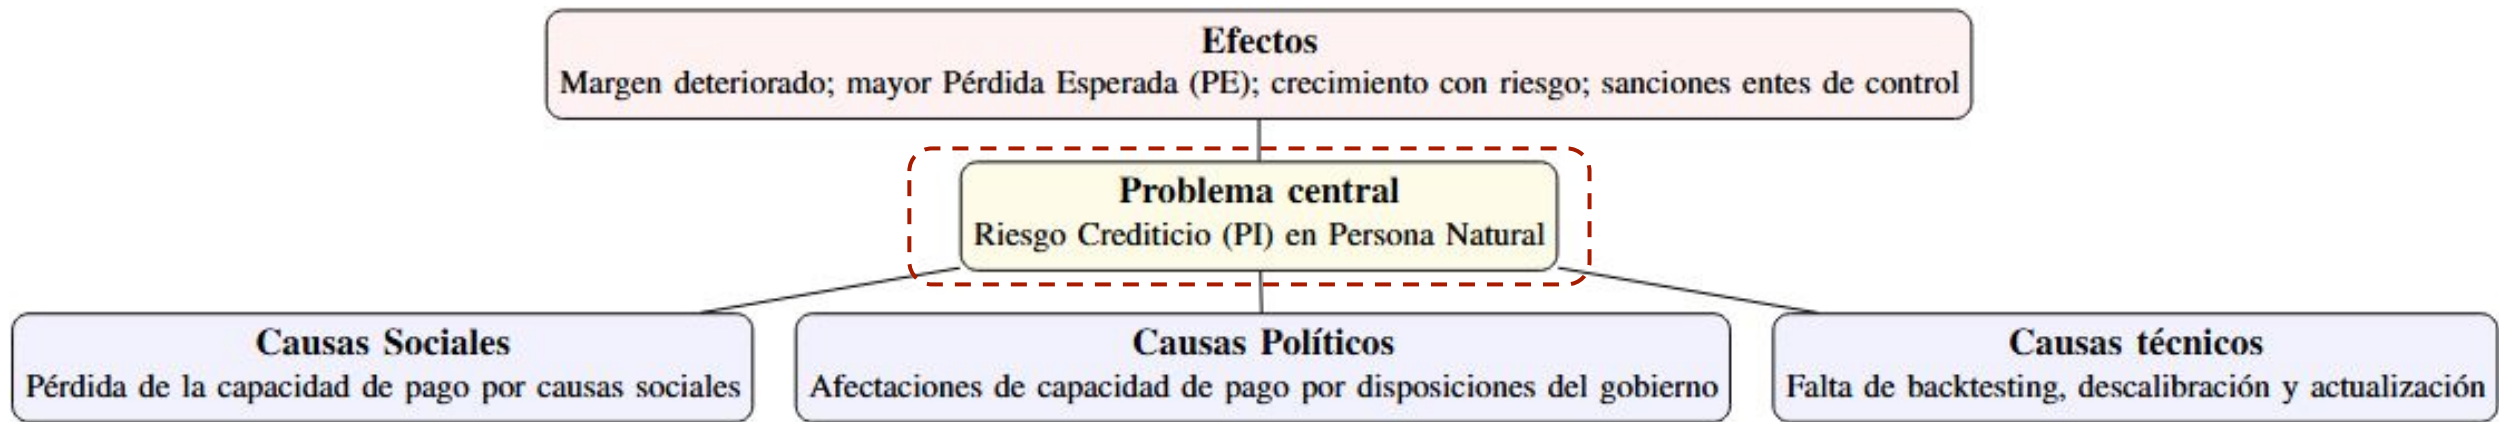 Efectos
Margen deteriorado; mayor Pérdida Esperada (PE); crecimiento con riesgo; sanciones entes de control
Problema central
Riesgo Crediticio (PI) en Persona Natural
Causas Sociales
Pérdida de la capacidad de pago por causas sociales
Causas Políticos
Afectaciones de capacidad de pago por disposiciones del gobierno
Causas técnicos
Falta de backtesting, descalibración y actualización